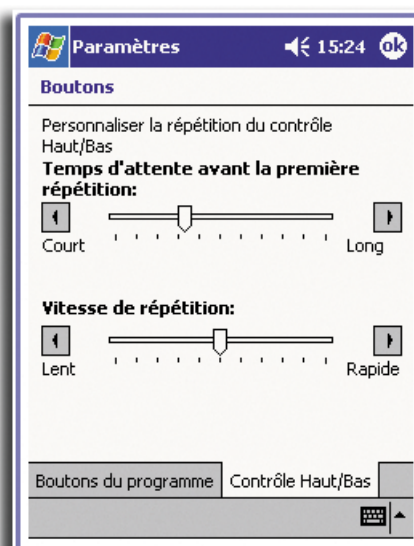 Paramètres 15:24 ok
Boutons
Personnaliser la répétition du contrôle
Haut/Bas
Temps d'attente avant la première
répétition:
Court Long
Vitesse de répétition:
Lent Rapide
Boutons du programme Contrôle Haut/Bas